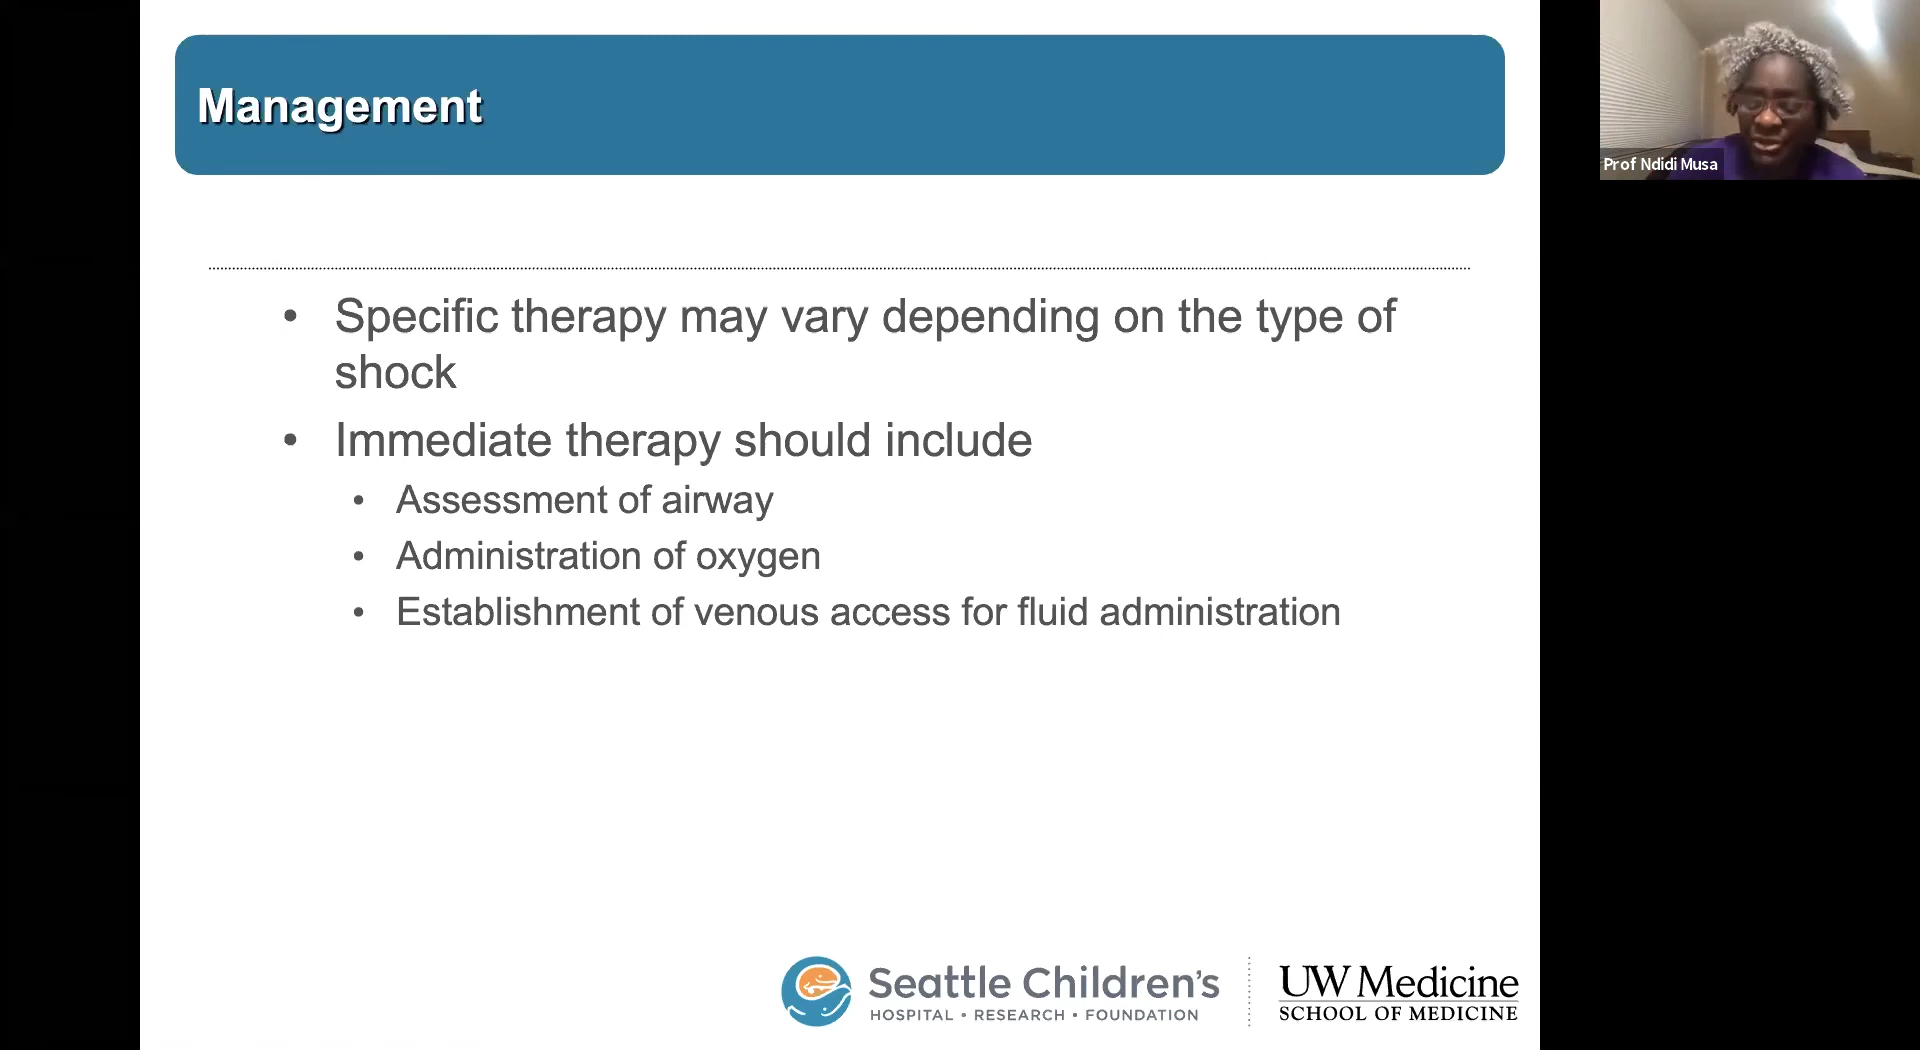 Management
Prof Ndidi Musa
• Specific therapy may vary depending on the type of
shock
• Immediate therapy should include
• Assessment of airway
• Administration of oxygen
• Establishment of venous access for fluid administration
Seattle Children's
HOSPITAL • RESEARCH • FOUNDATION
UW Medicine
SCHOOL OF MEDICINE